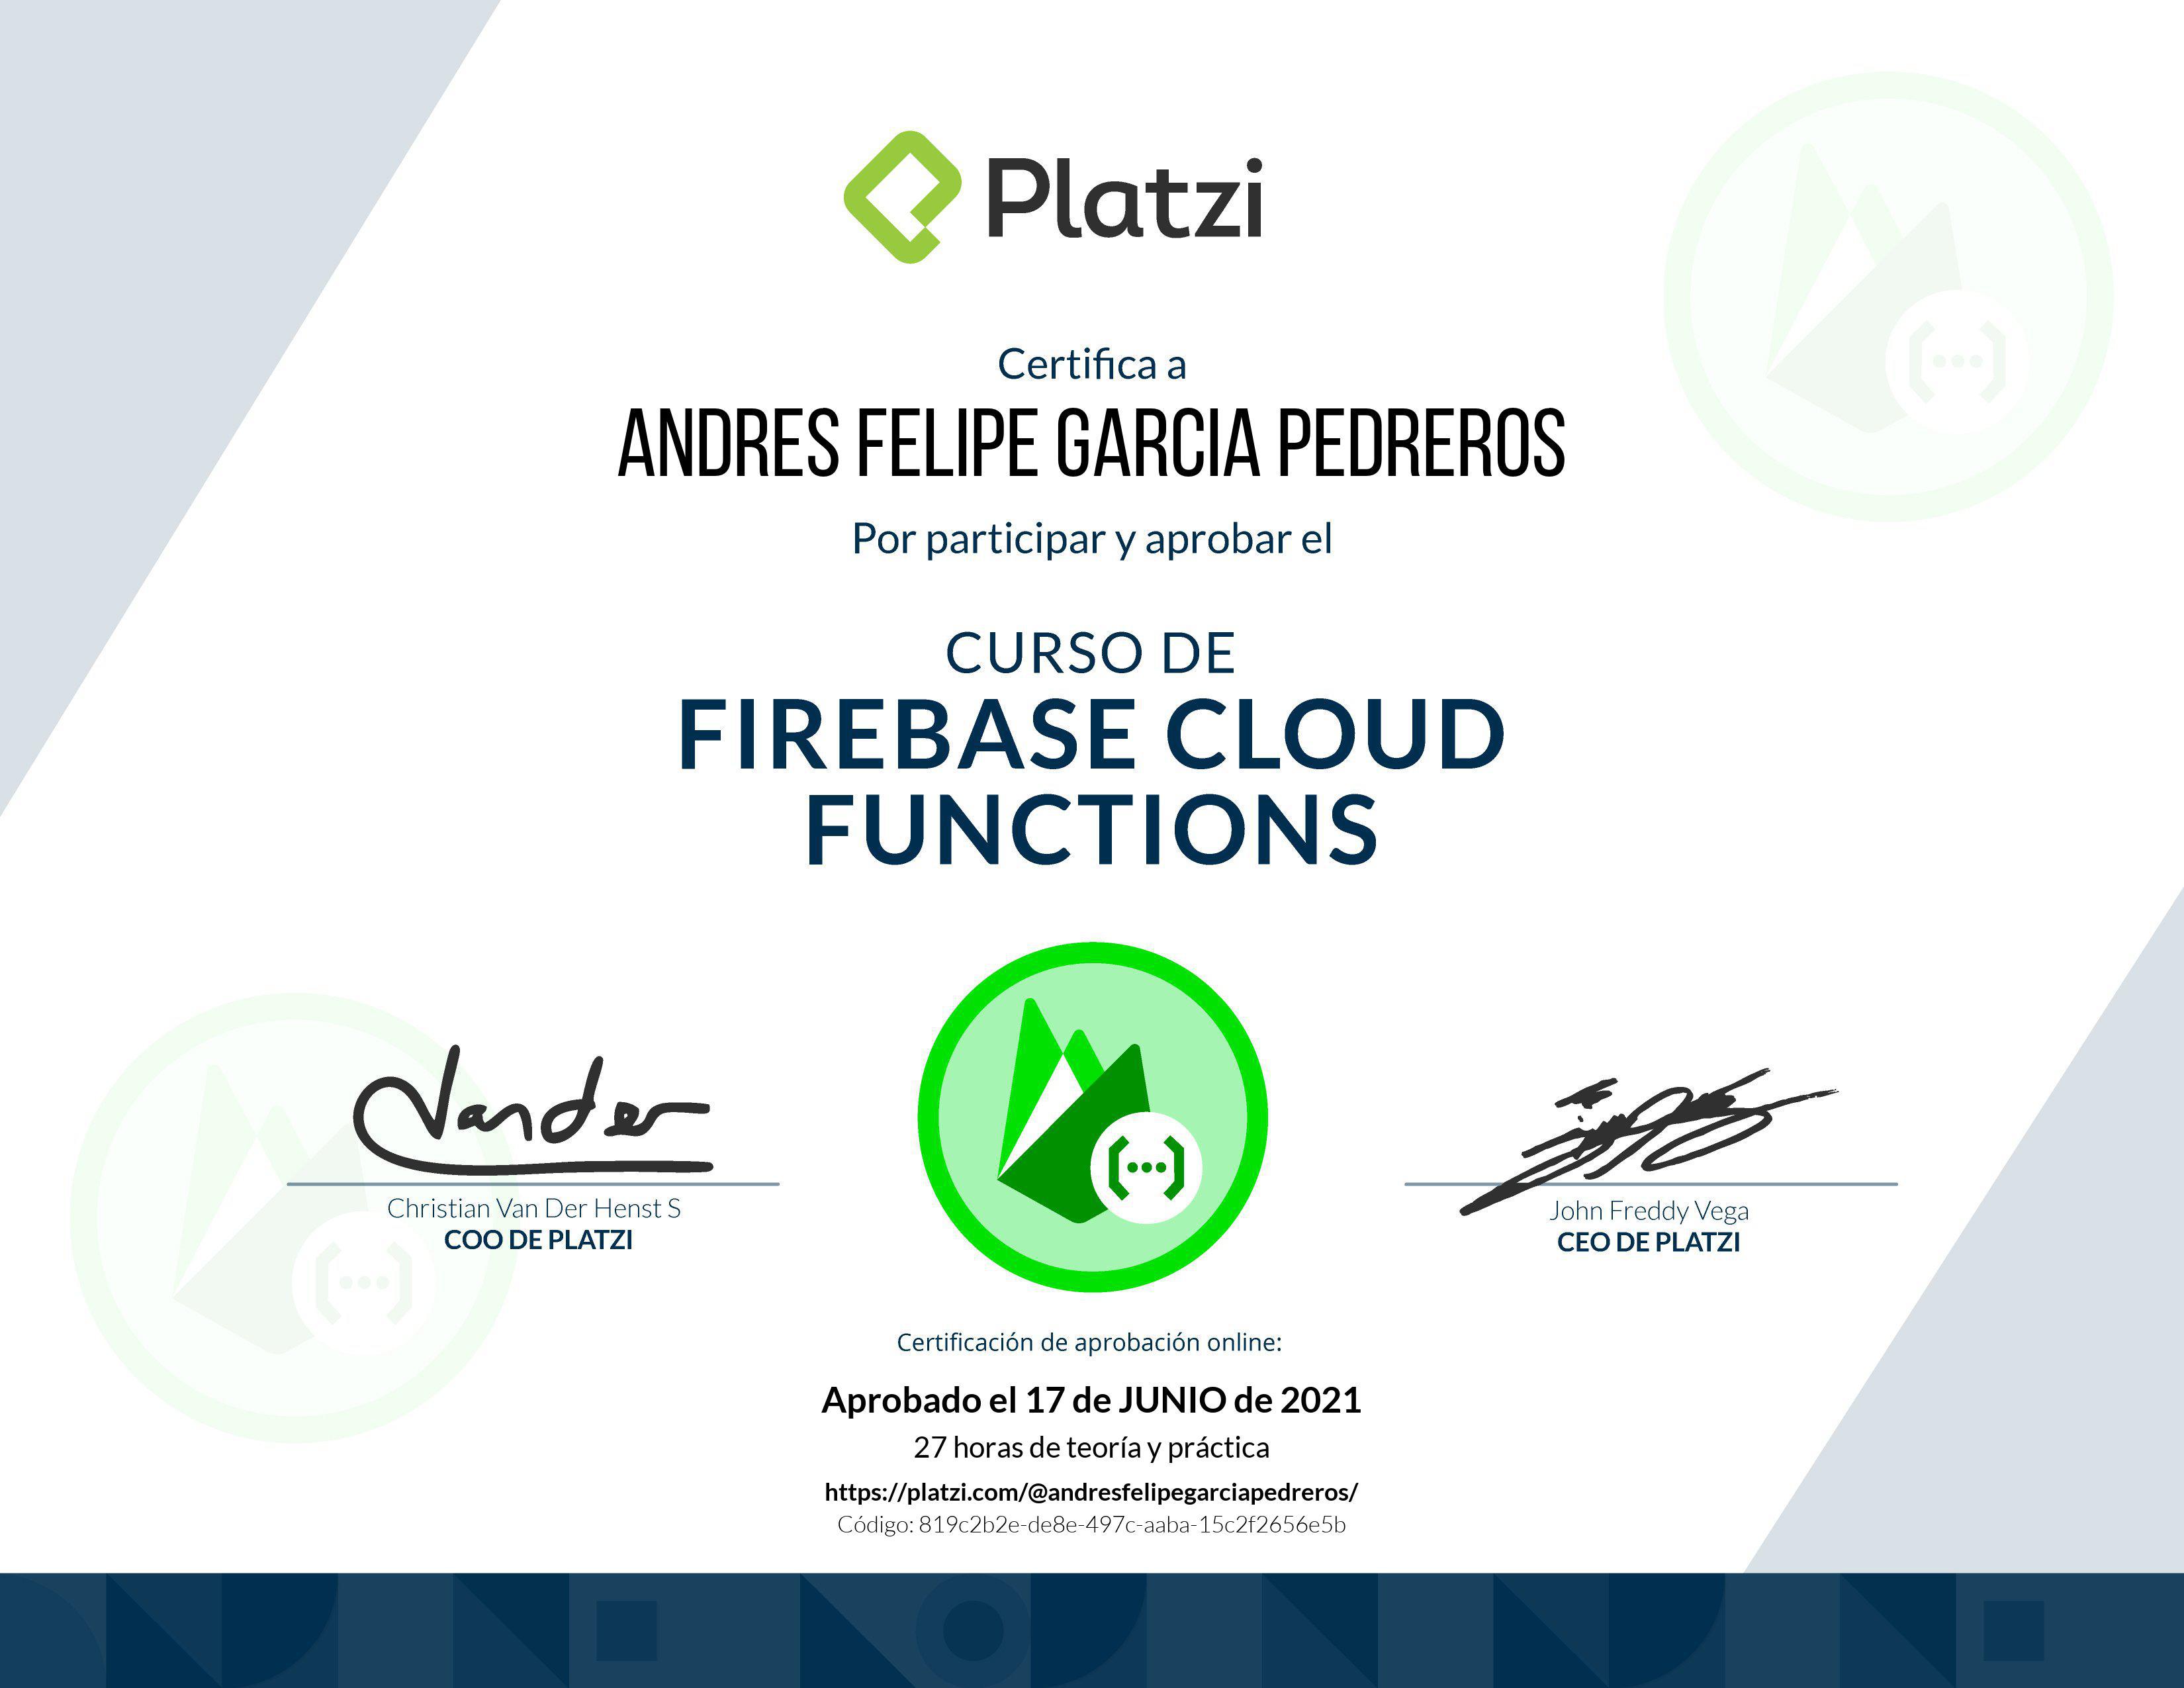 Platzi
Certifica a
ANDRES FELIPE GARCIA PEDREROS
Por participar y aprobar el
CURSO DE
FIREBASE CLOUD
FUNCTIONS
Vander
Christian Van Der Henst S
COO DE PLATZI
John Freddy Vega
CEO DE PLATZI
Certificación de aprobación online:
Aprobado el 17 de JUNIO de 2021
27 horas de teoría y práctica
https://platzi.com/@andresfelipegarciapedreros/
Código: 819c2b2e-de8e-497c-aaba-15c2f2656e5b